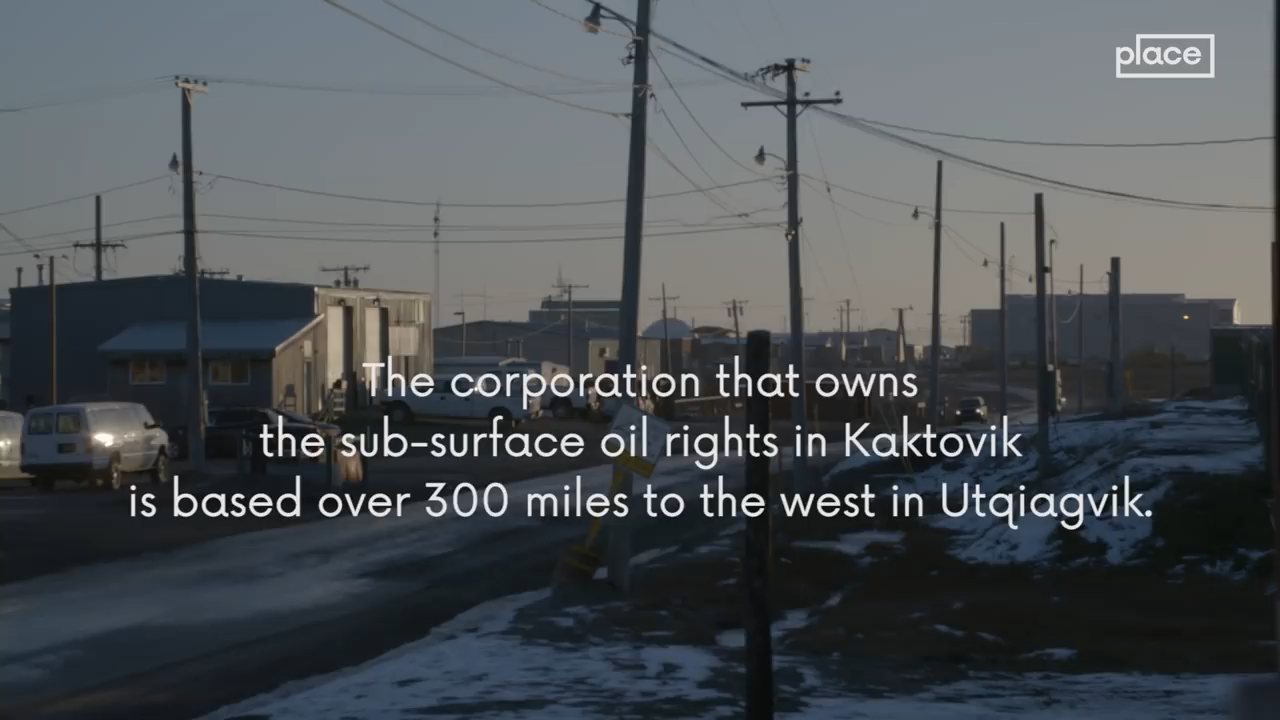 place
The corporation that owns
the sub-surface oil rights in Kaktovik
is based over 300 miles to the west in Utqiagvik.